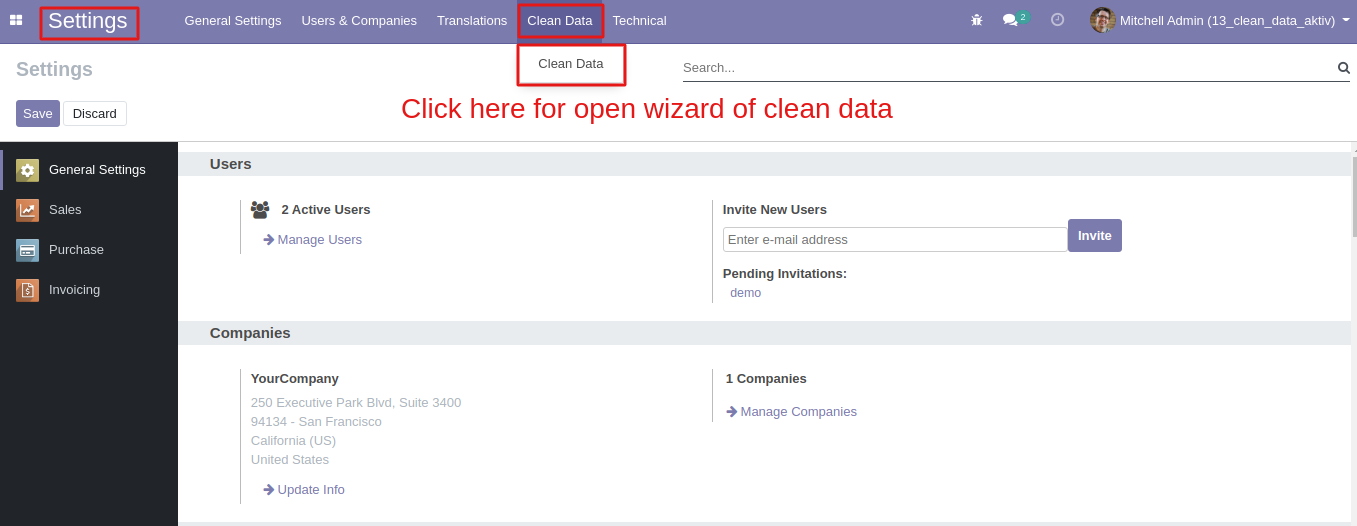 Settings General Settings Users & Companies Translations Clean Data Technical 2 Mitchell Admin (13_clean_data_aktiv)
Clean Data
Settings Search...
Click here for open wizard of clean data
Save Discard
General Settings
Sales
Purchase
Invoicing
Users
2 Active Users
Manage Users
Invite New Users
Enter e-mail address Invite
Pending Invitations:
demo
Companies
YourCompany
250 Executive Park Blvd, Suite 3400
94134 - San Francisco
California (US)
United States
Update Info
1 Companies
Manage Companies